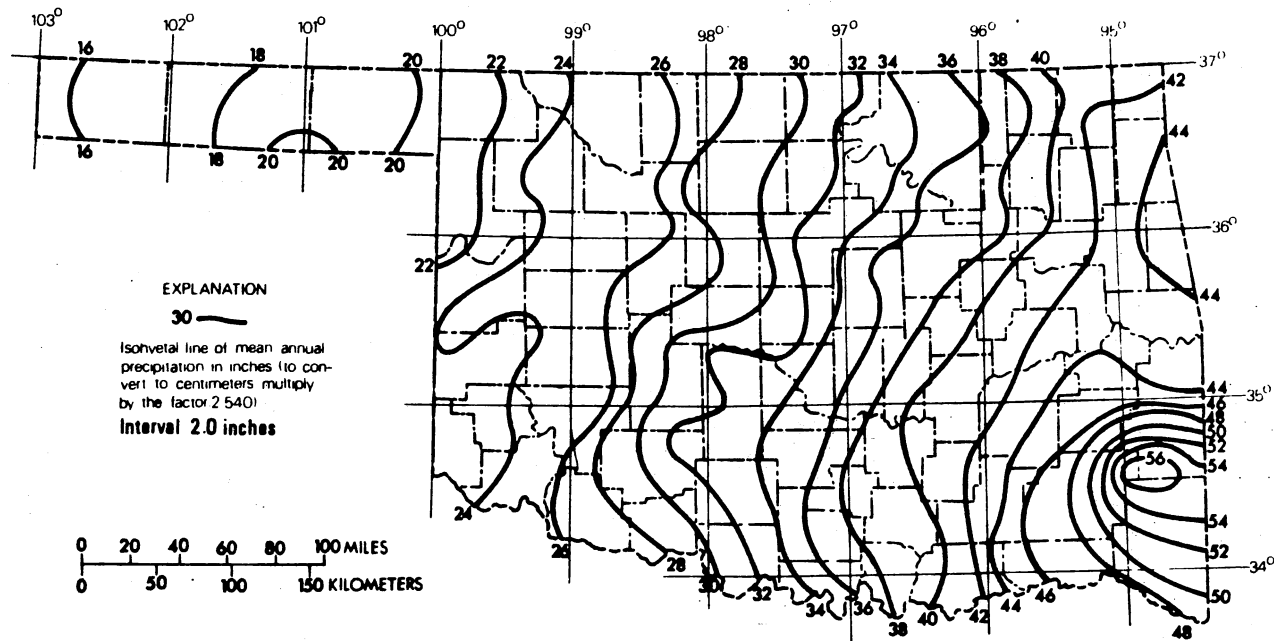 103° 102° 101° 100° 99° 98° 97° 96° 95°
16 18 20 22 24 26 28 30 32 34 36 38 40
37°
42
16 18 20 20 20
44
36°
22
44
EXPLANATION
30
Isohyetal line of mean annual
precipitation in inches (to con-
vert to centimeters multiply
by the factor 2 540)
Interval 2.0 inches
44
35°
46
48
50
52
56
54
24
54
26
52
28
34°
30 32 34 36 38 40 42 44 46
50
48
0 20 40 60 80 100 MILES
0 50 100 150 KILOMETERS